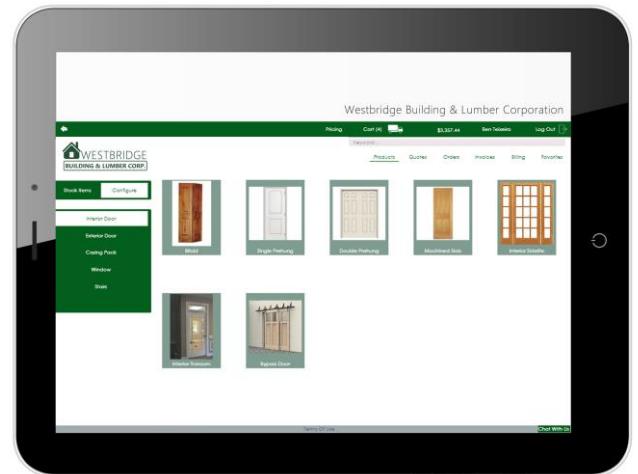 Westbridge Building & Lumber Corporation
Pricing Cart (4) $3,357.44 Ben Teixeira Log Out
WESTBRIDGE
BUILDING & LUMBER CORP.
Keyword...
Products Quotes Orders Invoices Billing Favorites
Stock Items Configure
Interior Door
Exterior Door
Casing Pack
Window
Stairs
Bifold Single Prehung Double Prehung Machined Slab Interior Sidelite
Interior Transom Bypass Door
Terms Of Use
Chat With Us